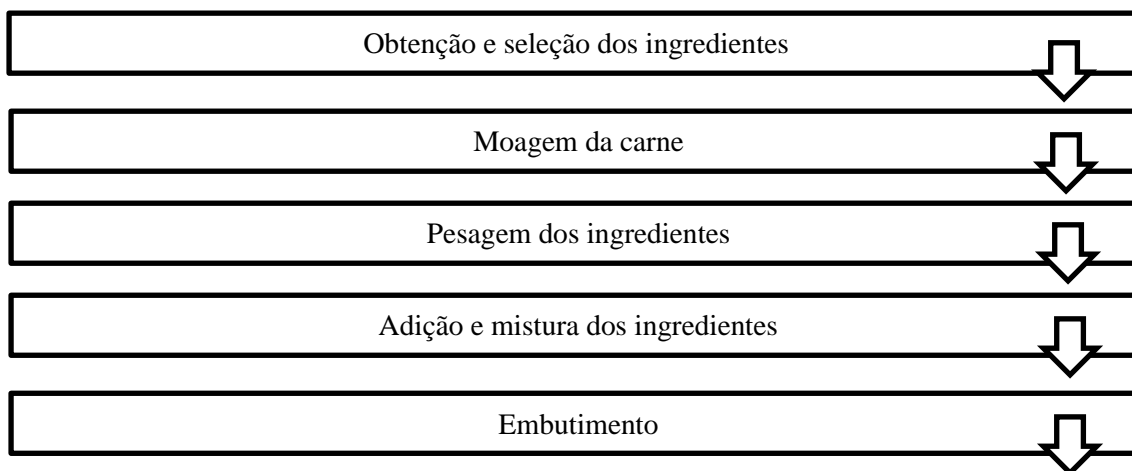 Obtenção e seleção dos ingredientes
Moagem da carne
Pesagem dos ingredientes
Adição e mistura dos ingredientes
Embutimento